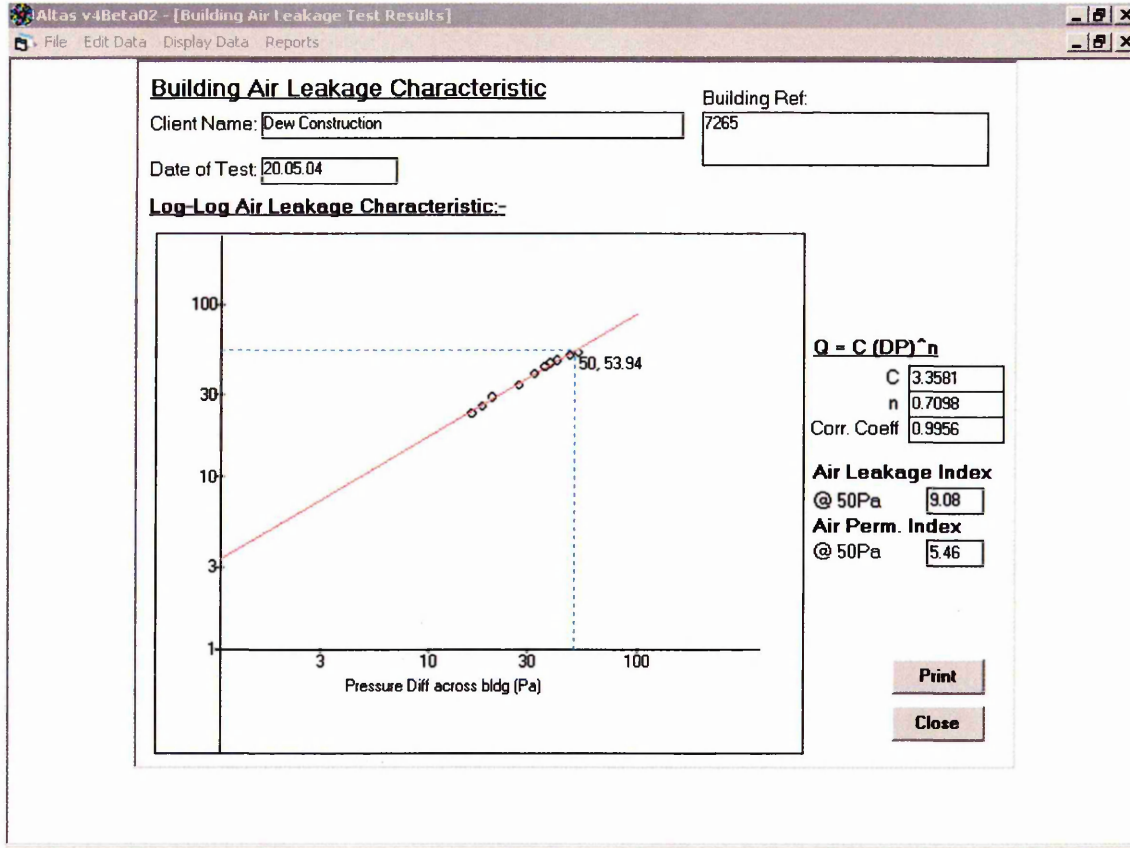 Altas v4Beta02 - [Building Air Leakage Test Results]
File Edit Data Display Data Reports
Building Air Leakage Characteristic
Building Ref:
Client Name: Dew Construction
7265
Date of Test: 20.05.04
Log-Log Air Leakage Characteristic:-
100
30
10
3
1
50, 53.94
3 10 30 100
Pressure Diff across bldg (Pa)
Q = C (DP)^n
C 3.3581
n 0.7098
Corr. Coeff 0.9956
Air Leakage Index
@ 50Pa 9.08
Air Perm. Index
@ 50Pa 5.46
Print
Close